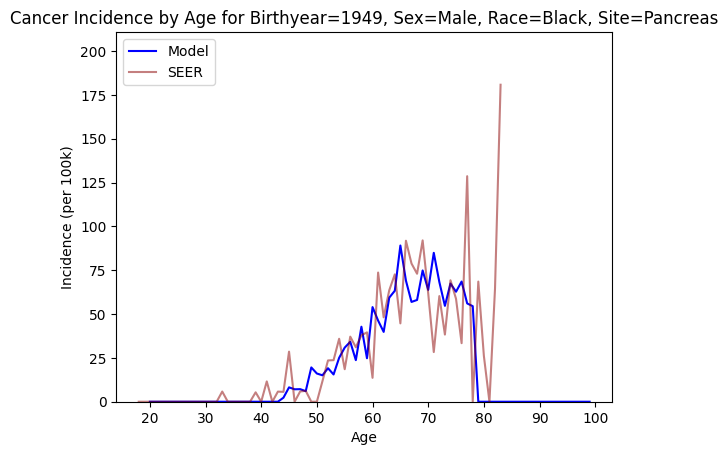 Cancer Incidence by Age for Birthyear=1949, Sex=Male, Race=Black, Site=Pancreas
Model
SEER
Incidence (per 100k)
200
175
150
125
100
75
50
25
0
20 30 40 50 60 70 80 90 100
Age